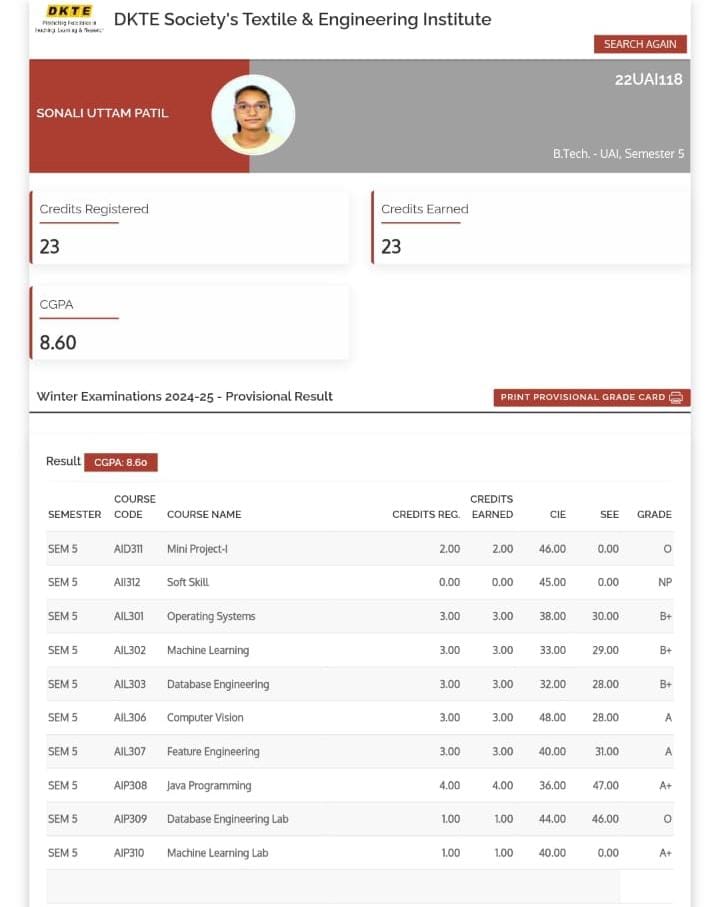 DKTE
DKTE Society's Textile & Engineering Institute
SEARCH AGAIN
22UAI118
SONALI UTTAM PATIL
B.Tech. - UAI, Semester 5
Credits Registered
Credits Earned
23
23
CGPA
8.60
Winter Examinations 2024-25 - Provisional Result
PRINT PROVISIONAL GRADE CARD
Result CGPA: 8.60
SEMESTER COURSE CODE COURSE NAME CREDITS REG. CREDITS EARNED CIE SEE GRADE
SEM 5 AID311 Mini Project-I 2.00 2.00 46.00 0.00 O
SEM 5 AII312 Soft Skill 0.00 0.00 45.00 0.00 NP
SEM 5 AIL301 Operating Systems 3.00 3.00 38.00 30.00 B+
SEM 5 AIL302 Machine Learning 3.00 3.00 33.00 29.00 B+
SEM 5 AIL303 Database Engineering 3.00 3.00 32.00 28.00 B+
SEM 5 AIL306 Computer Vision 3.00 3.00 48.00 28.00 A
SEM 5 AIL307 Feature Engineering 3.00 3.00 40.00 31.00 A
SEM 5 AIP308 Java Programming 4.00 4.00 36.00 47.00 A+
SEM 5 AIP309 Database Engineering Lab 1.00 1.00 44.00 46.00 O
SEM 5 AIP310 Machine Learning Lab 1.00 1.00 40.00 0.00 A+